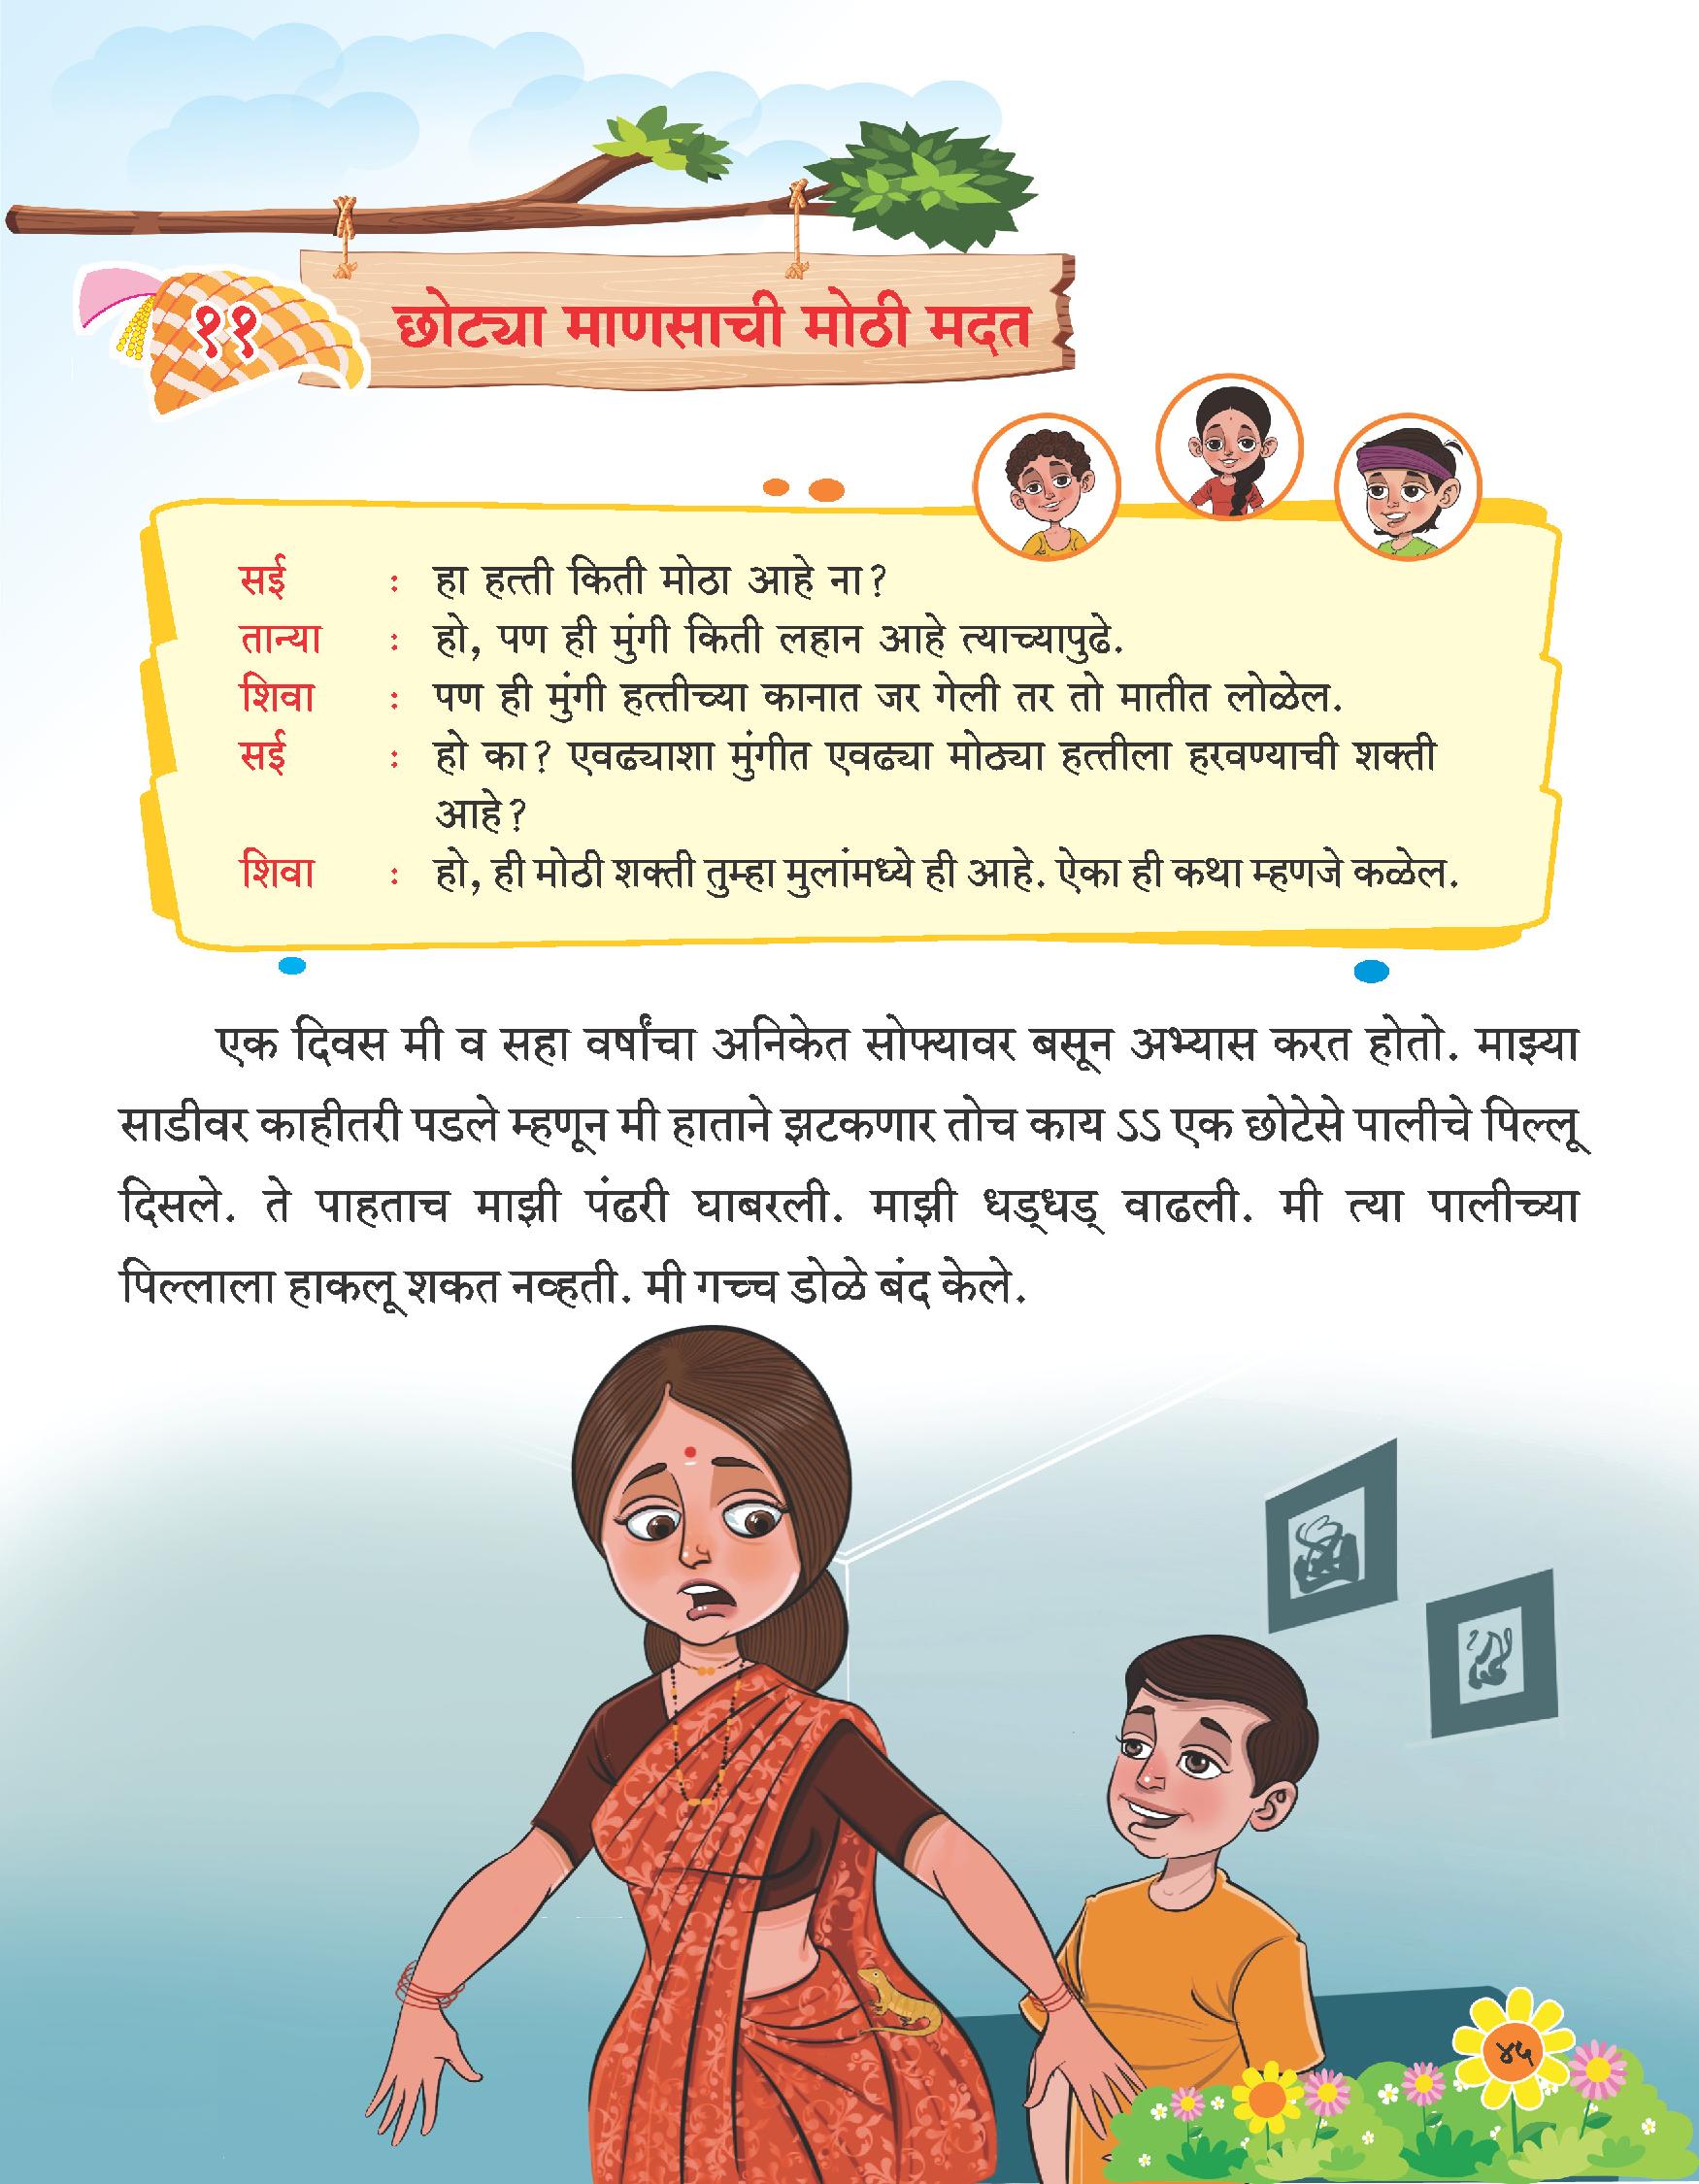 ११ छोट्या माणसाची मोठी मदत
सई : हा हत्ती किती मोठा आहे ना?
तान्या : हो, पण ही मुंगी किती लहान आहे त्याच्यापुढे.
शिवा : पण ही मुंगी हत्तीच्या कानात जर गेली तर तो मातीत लोळेल.
सई : हो का? एवढ्याशा मुंगीत एवढ्या मोठ्या हत्तीला हरवण्याची शक्ती
आहे?
शिवा : हो, ही मोठी शक्ती तुम्हा मुलांमध्ये ही आहे. ऐका ही कथा म्हणजे कळेल.
एक दिवस मी व सहा वर्षांचा अनिकेत सोफ्यावर बसून अभ्यास करत होतो. माझ्या
साडीवर काहीतरी पडले म्हणून मी हाताने झटकणार तोच काय ऽऽ एक छोटेसे पालीचे पिल्लू
दिसले. ते पाहताच माझी पंढरी घाबरली. माझी धड्धड् वाढली. मी त्या पालीच्या
पिल्लाला हाकलू शकत नव्हती. मी गच्च डोळे बंद केले.
४५